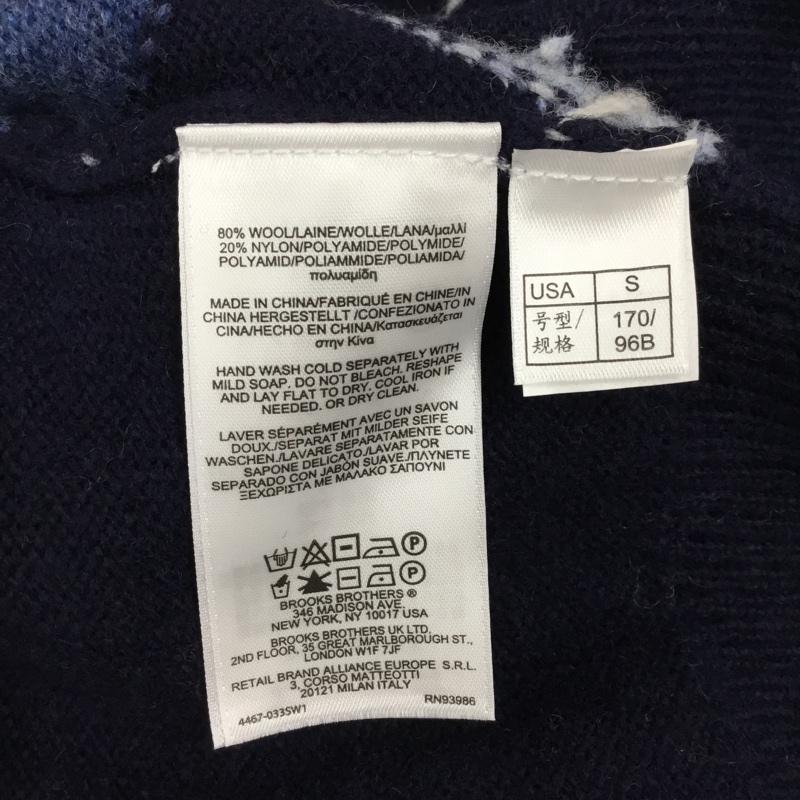 80% WOOL/LAINE/WOLLE/LANA/μαλλί
20% NYLON/POLYAMIDE/POLYMIDE/
POLYAMID/POLIAMMIDE/POLIAMIDA/
πολυαμίδη
MADE IN CHINA/FABRIQUÉ EN CHINE/IN
CHINA HERGESTELLT /CONFEZIONATO IN
CINA/HECHO EN CHINA/Κατασκευάζεται
στην Κίνα
HAND WASH COLD SEPARATELY WITH
MILD SOAP. DO NOT BLEACH. RESHAPE
AND LAY FLAT TO DRY. COOL IRON IF
NEEDED. OR DRY CLEAN.
LAVER SÉPARÉMENT AVEC UN SAVON
DOUX./SEPARAT MIT MILDER SEIFE
WASCHEN./LAVARE SEPARATAMENTE CON
SAPONE DELICATO./LAVAR POR
SEPARADO CON JABÓN SUAVE./ΠΛΥΝΕΤΕ
ΞΕΧΩΡΙΣΤΑ ΜΕ ΜΑΛΑΚΟ ΣΑΠΟΥΝΙ
P
P
BROOKS BROTHERS ®
346 MADISON AVE.
NEW YORK, NY 10017 USA
BROOKS BROTHERS UK LTD.
2ND FLOOR, 35 GREAT MARLBOROUGH ST.,
LONDON W1F 7JF
RETAIL BRAND ALLIANCE EUROPE S.R.L.
3, CORSO MATTEOTTI
20121 MILAN ITALY
4467-033SW1 RN93986
USA S
号型/ 170/
规格 96B